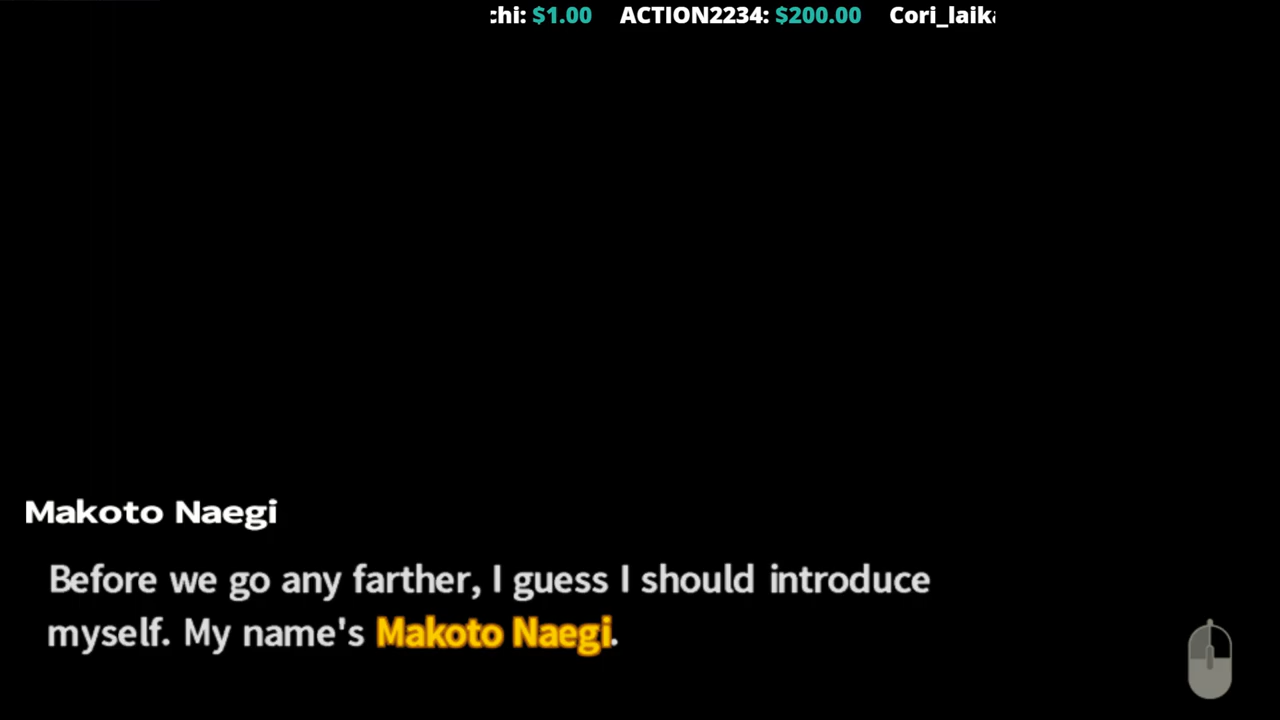 chi: $1.00 ACTION2234: $200.00 Cori_laika
Makoto Naegi
Before we go any farther, I guess I should introduce
myself. My name's Makoto Naegi.